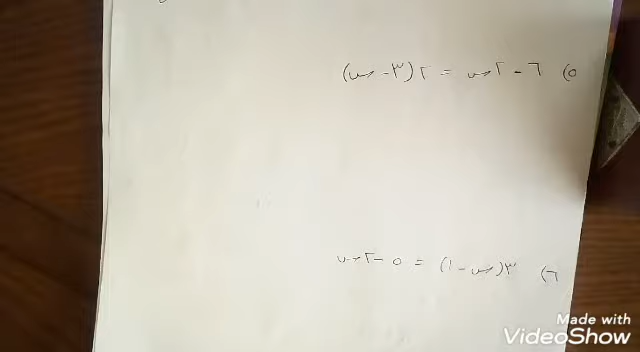 ٥) ٦ - ٢س = ٢(٣ - س)
٦) ٣(س - ١) = ٥ - ٢س
Made with
VideoShow